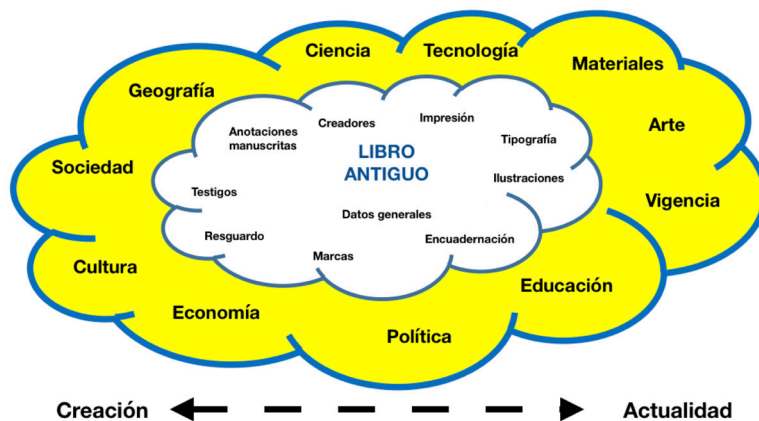 Ciencia
Tecnología
Materiales
Geografía
Arte
Sociedad
Vigencia
Cultura
Educación
Economía
Política
Anotaciones
manuscritas
Creadores
Impresión
Tipografía
LIBRO
ANTIGUO
Ilustraciones
Testigos
Datos generales
Resguardo
Encuadernación
Marcas
Creación
Actualidad